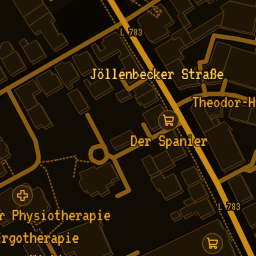 L 783
Jöllenbecker Straße
Theodor-H
Der Spanier
L 783
r Physiotherapie
rgotherapie